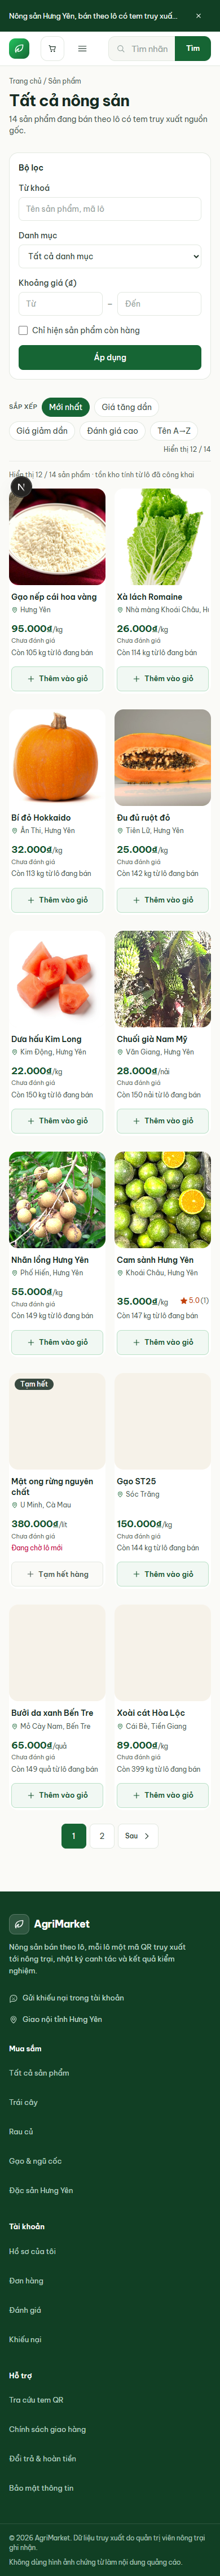 Nông sản Hưng Yên, bán theo lô có tem truy xuấ...
Tìm nhãn
Tìm
Trang chủ / Sản phẩm
Tất cả nông sản
14 sản phẩm đang bán theo lô có tem truy xuất nguồn
gốc.
Bộ lọc
Từ khoá
Tên sản phẩm, mã lô
Danh mục
Tất cả danh mục
Khoảng giá (₫)
Từ
–
Đến
Chỉ hiện sản phẩm còn hàng
Áp dụng
SẮP XẾP
Mới nhất
Giá tăng dần
Giá giảm dần
Đánh giá cao
Tên A→Z
Hiển thị 12 / 14
Hiển thị 12 / 14 sản phẩm · tồn kho tính từ lô đã công khai
N
Gạo nếp cái hoa vàng
Hưng Yên
95.000₫/kg
Chưa đánh giá
Còn 105 kg từ lô đang bán
Thêm vào giỏ
Xà lách Romaine
Nhà màng Khoái Châu, Hư
26.000₫/kg
Chưa đánh giá
Còn 114 kg từ lô đang bán
Thêm vào giỏ
Bí đỏ Hokkaido
Ân Thi, Hưng Yên
32.000₫/kg
Chưa đánh giá
Còn 113 kg từ lô đang bán
Thêm vào giỏ
Đu đủ ruột đỏ
Tiên Lữ, Hưng Yên
25.000₫/kg
Chưa đánh giá
Còn 142 kg từ lô đang bán
Thêm vào giỏ
Dưa hấu Kim Long
Kim Động, Hưng Yên
22.000₫/kg
Chưa đánh giá
Còn 150 kg từ lô đang bán
Thêm vào giỏ
Chuối già Nam Mỹ
Văn Giang, Hưng Yên
28.000₫/nải
Chưa đánh giá
Còn 150 nải từ lô đang bán
Thêm vào giỏ
Nhãn lồng Hưng Yên
Phố Hiến, Hưng Yên
55.000₫/kg
Chưa đánh giá
Còn 149 kg từ lô đang bán
Thêm vào giỏ
Cam sành Hưng Yên
Khoái Châu, Hưng Yên
35.000₫/kg
5.0 (1)
Còn 147 kg từ lô đang bán
Thêm vào giỏ
Tạm hết
Mật ong rừng nguyên
chất
U Minh, Cà Mau
380.000₫/lít
Chưa đánh giá
Đang chờ lô mới
Tạm hết hàng
Gạo ST25
Sóc Trăng
150.000₫/kg
Chưa đánh giá
Còn 144 kg từ lô đang bán
Thêm vào giỏ
Bưởi da xanh Bến Tre
Mỏ Cày Nam, Bến Tre
65.000₫/quả
Chưa đánh giá
Còn 149 quả từ lô đang bán
Thêm vào giỏ
Xoài cát Hòa Lộc
Cái Bè, Tiền Giang
89.000₫/kg
Chưa đánh giá
Còn 399 kg từ lô đang bán
Thêm vào giỏ
1
2
Sau
AgriMarket
Nông sản bán theo lô, mỗi lô một mã QR truy xuất
tới nông trại, nhật ký canh tác và kết quả kiểm
nghiệm.
Gửi khiếu nại trong tài khoản
Giao nội tỉnh Hưng Yên
Mua sắm
Tất cả sản phẩm
Trái cây
Rau củ
Gạo & ngũ cốc
Đặc sản Hưng Yên
Tài khoản
Hồ sơ của tôi
Đơn hàng
Đánh giá
Khiếu nại
Hỗ trợ
Tra cứu tem QR
Chính sách giao hàng
Đổi trả & hoàn tiền
Bảo mật thông tin
© 2026 AgriMarket. Dữ liệu truy xuất do quản trị viên nông trại
ghi nhận.
Không dùng hình ảnh chứng từ làm nội dung quảng cáo.